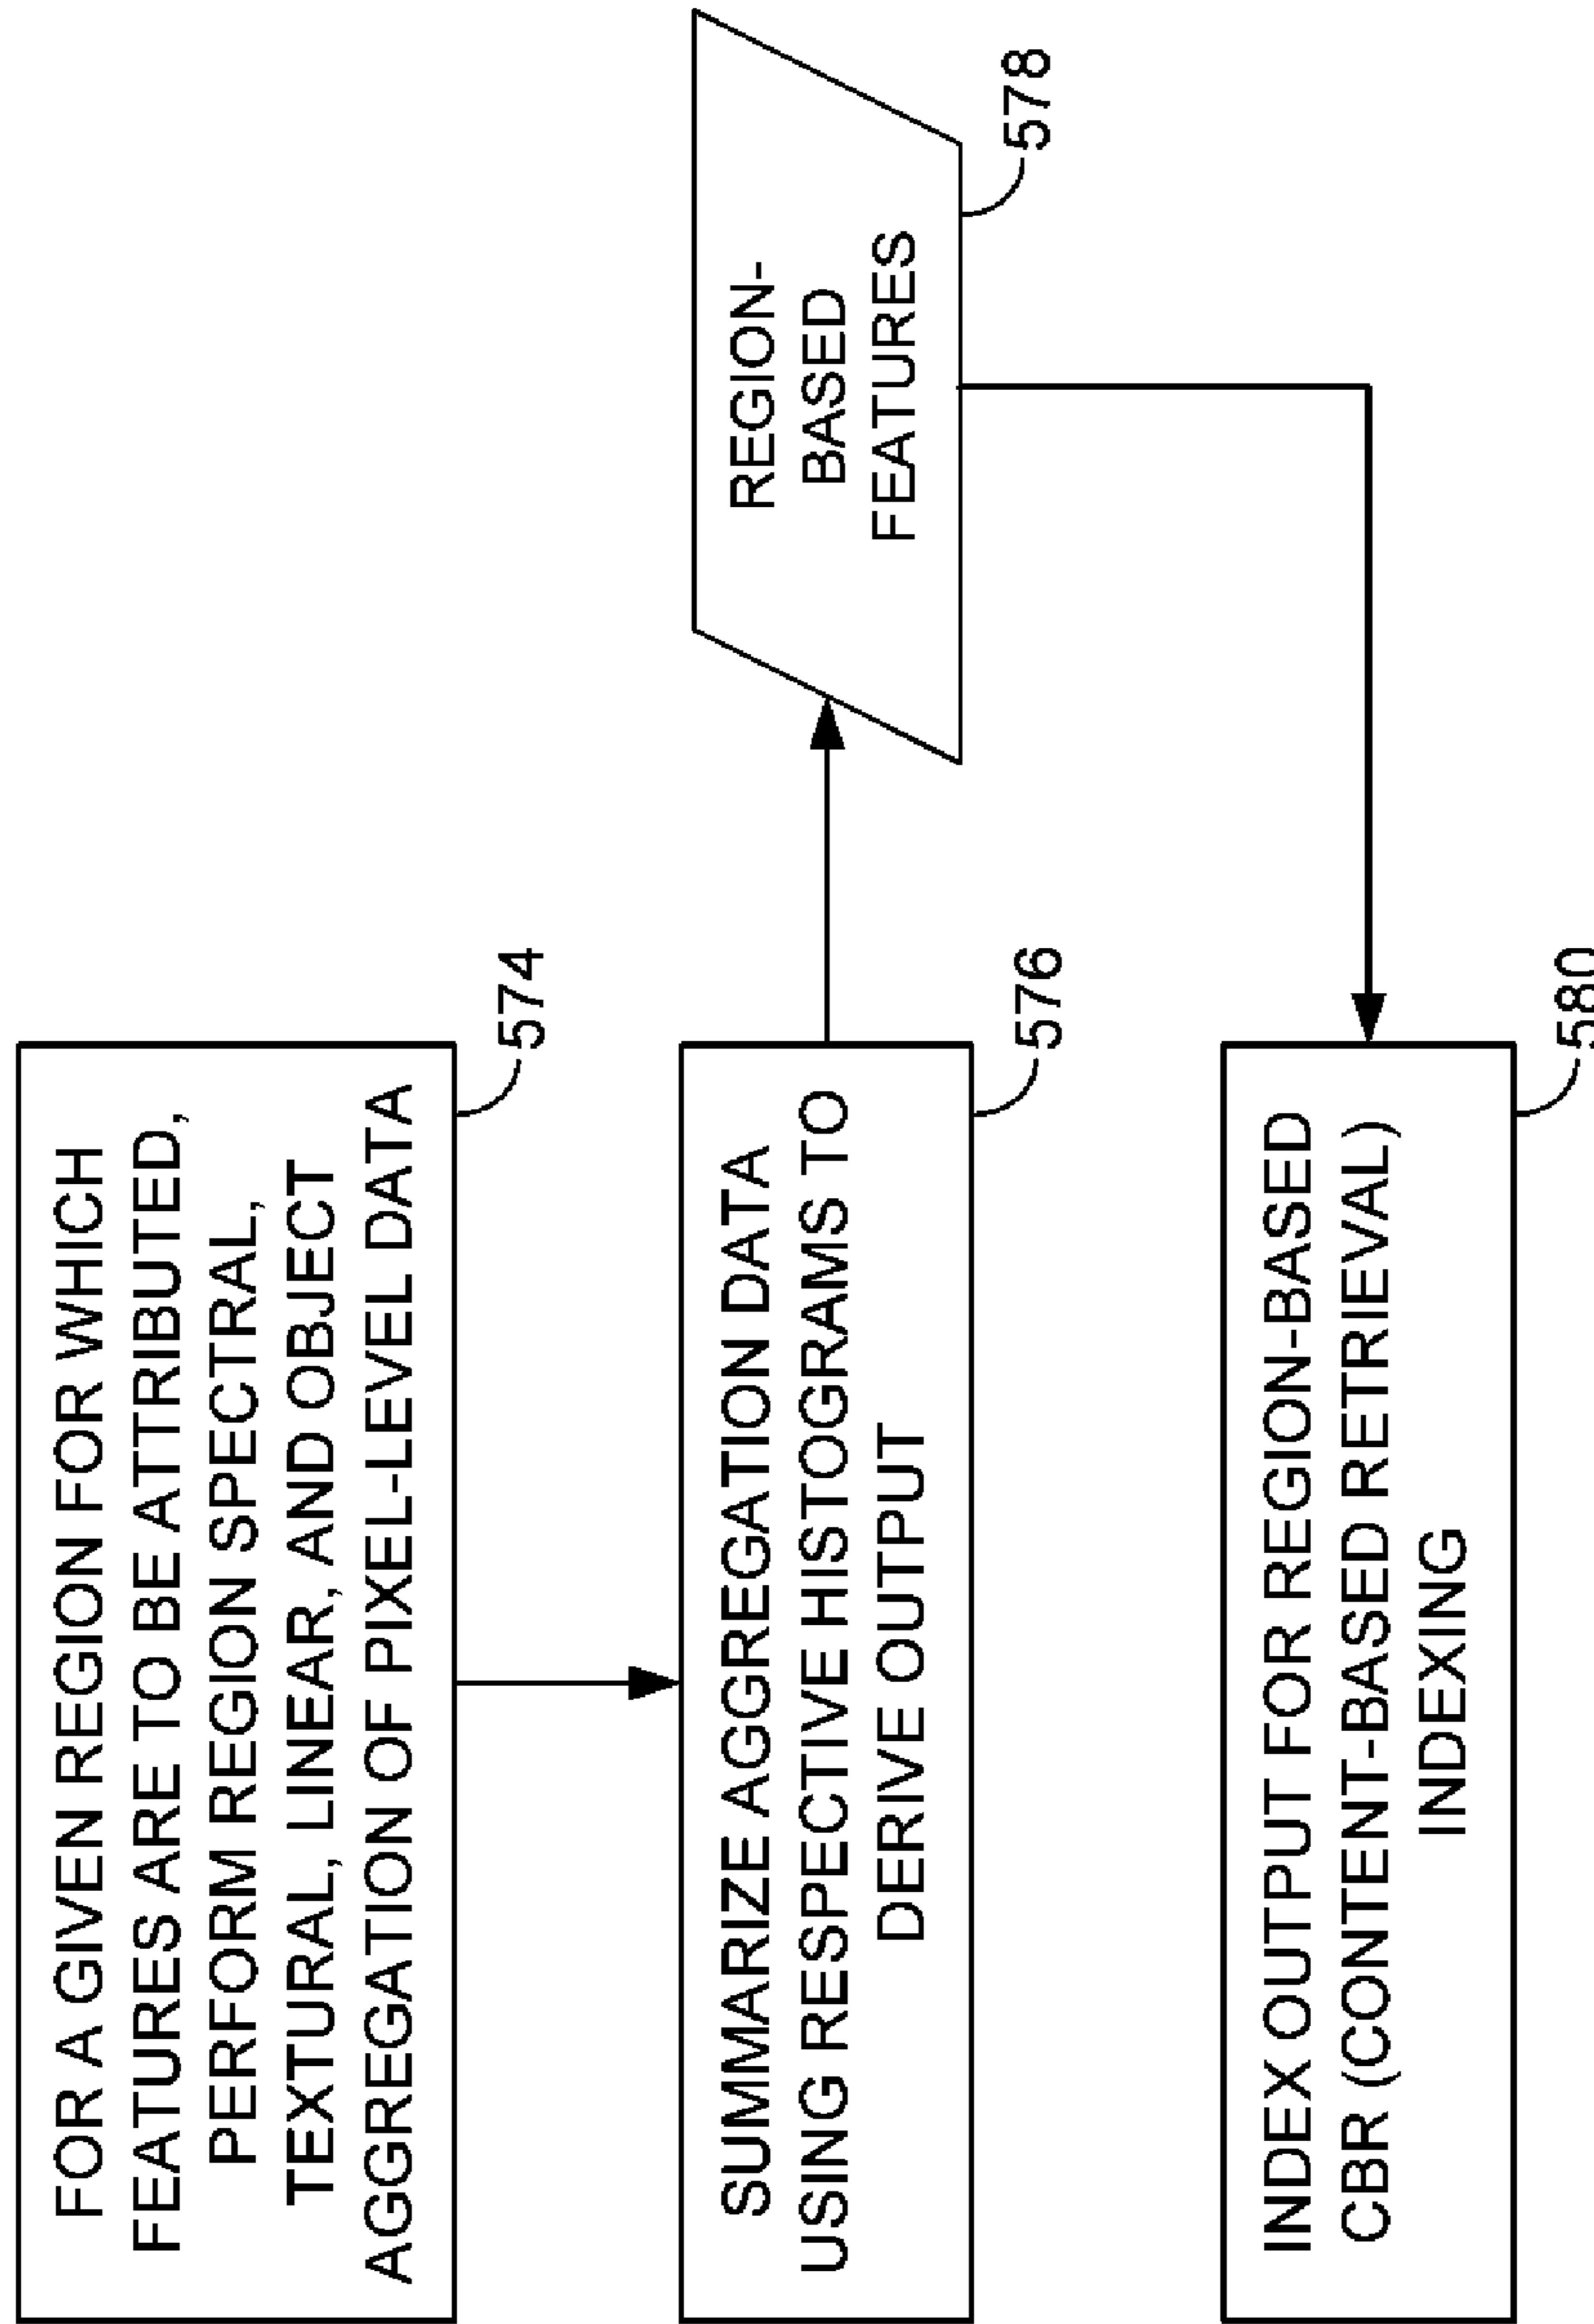 FOR A GIVEN REGION FOR WHICH
FEATURES ARE TO BE ATTRIBUTED,
PERFORM REGION SPECTRAL,
TEXTURAL, LINEAR, AND OBJECT
AGGREGATION OF PIXEL-LEVEL DATA
574
SUMMARIZE AGGREGATION DATA
USING RESPECTIVE HISTOGRAMS TO
DERIVE OUTPUT
576
REGION-
BASED
FEATURES
578
INDEX OUTPUT FOR REGION-BASED
CBR (CONTENT-BASED RETRIEVAL)
INDEXING
580